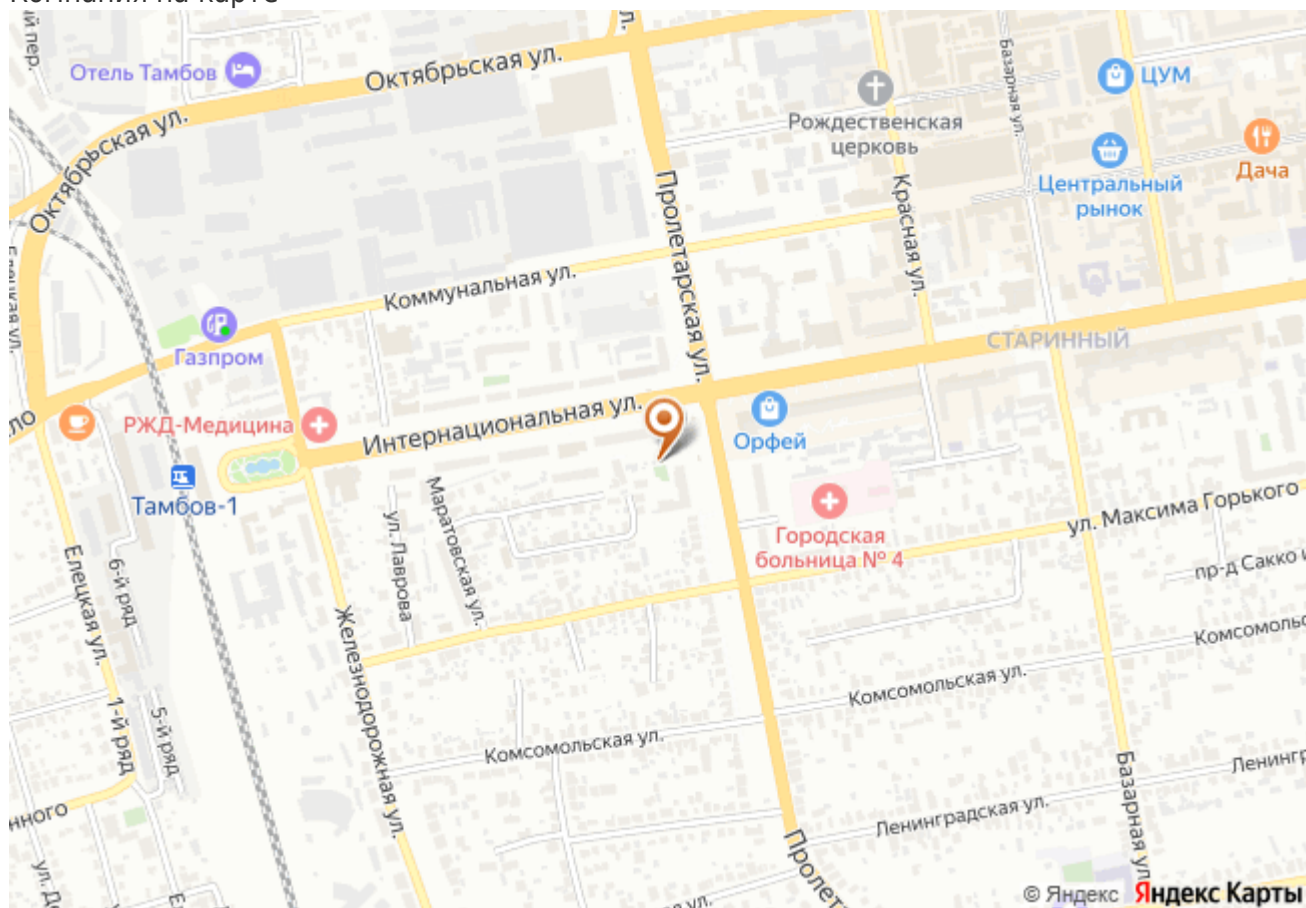 Компания на карте
Отель Тамбов
Октябрьская ул.
Октябрьская ул.
Рождественская
церковь
Базарная ул.
ЦУМ
Центральный
рынок
Дача
Пролетарская ул.
Красная ул.
Коммунальная ул.
Газпром
СТАРИННЫЙ
РЖД-Медицина
Интернациональная ул.
Орфей
Тамбов-1
ул. Лаврова
Маратовская ул.
Городская
больница № 4
ул. Максима Горького
пр-д Сакко и
Елецкая ул.
6-й ряд
Железнодорожная ул.
1-й ряд
5-й ряд
Комсомольская ул.
Комсомольская ул.
Ленинградская ул.
Базарная ул.
© Яндекс Яндекс Карты